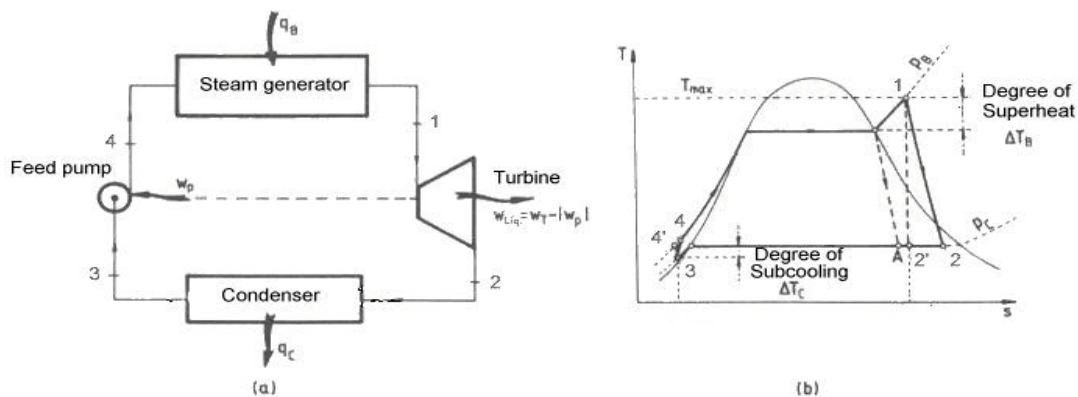 q_B
Steam generator
4
1
Feed pump
w_p
Turbine
w_Liq.=w_T-|w_p|
3
2
Condenser
q_C
(a)
T
T_max
1
p_B
Degree of
Superheat
ΔT_B
4'
4
3
Degree of
Subcooling
ΔT_C
A
2'
2
p_C
s
(b)